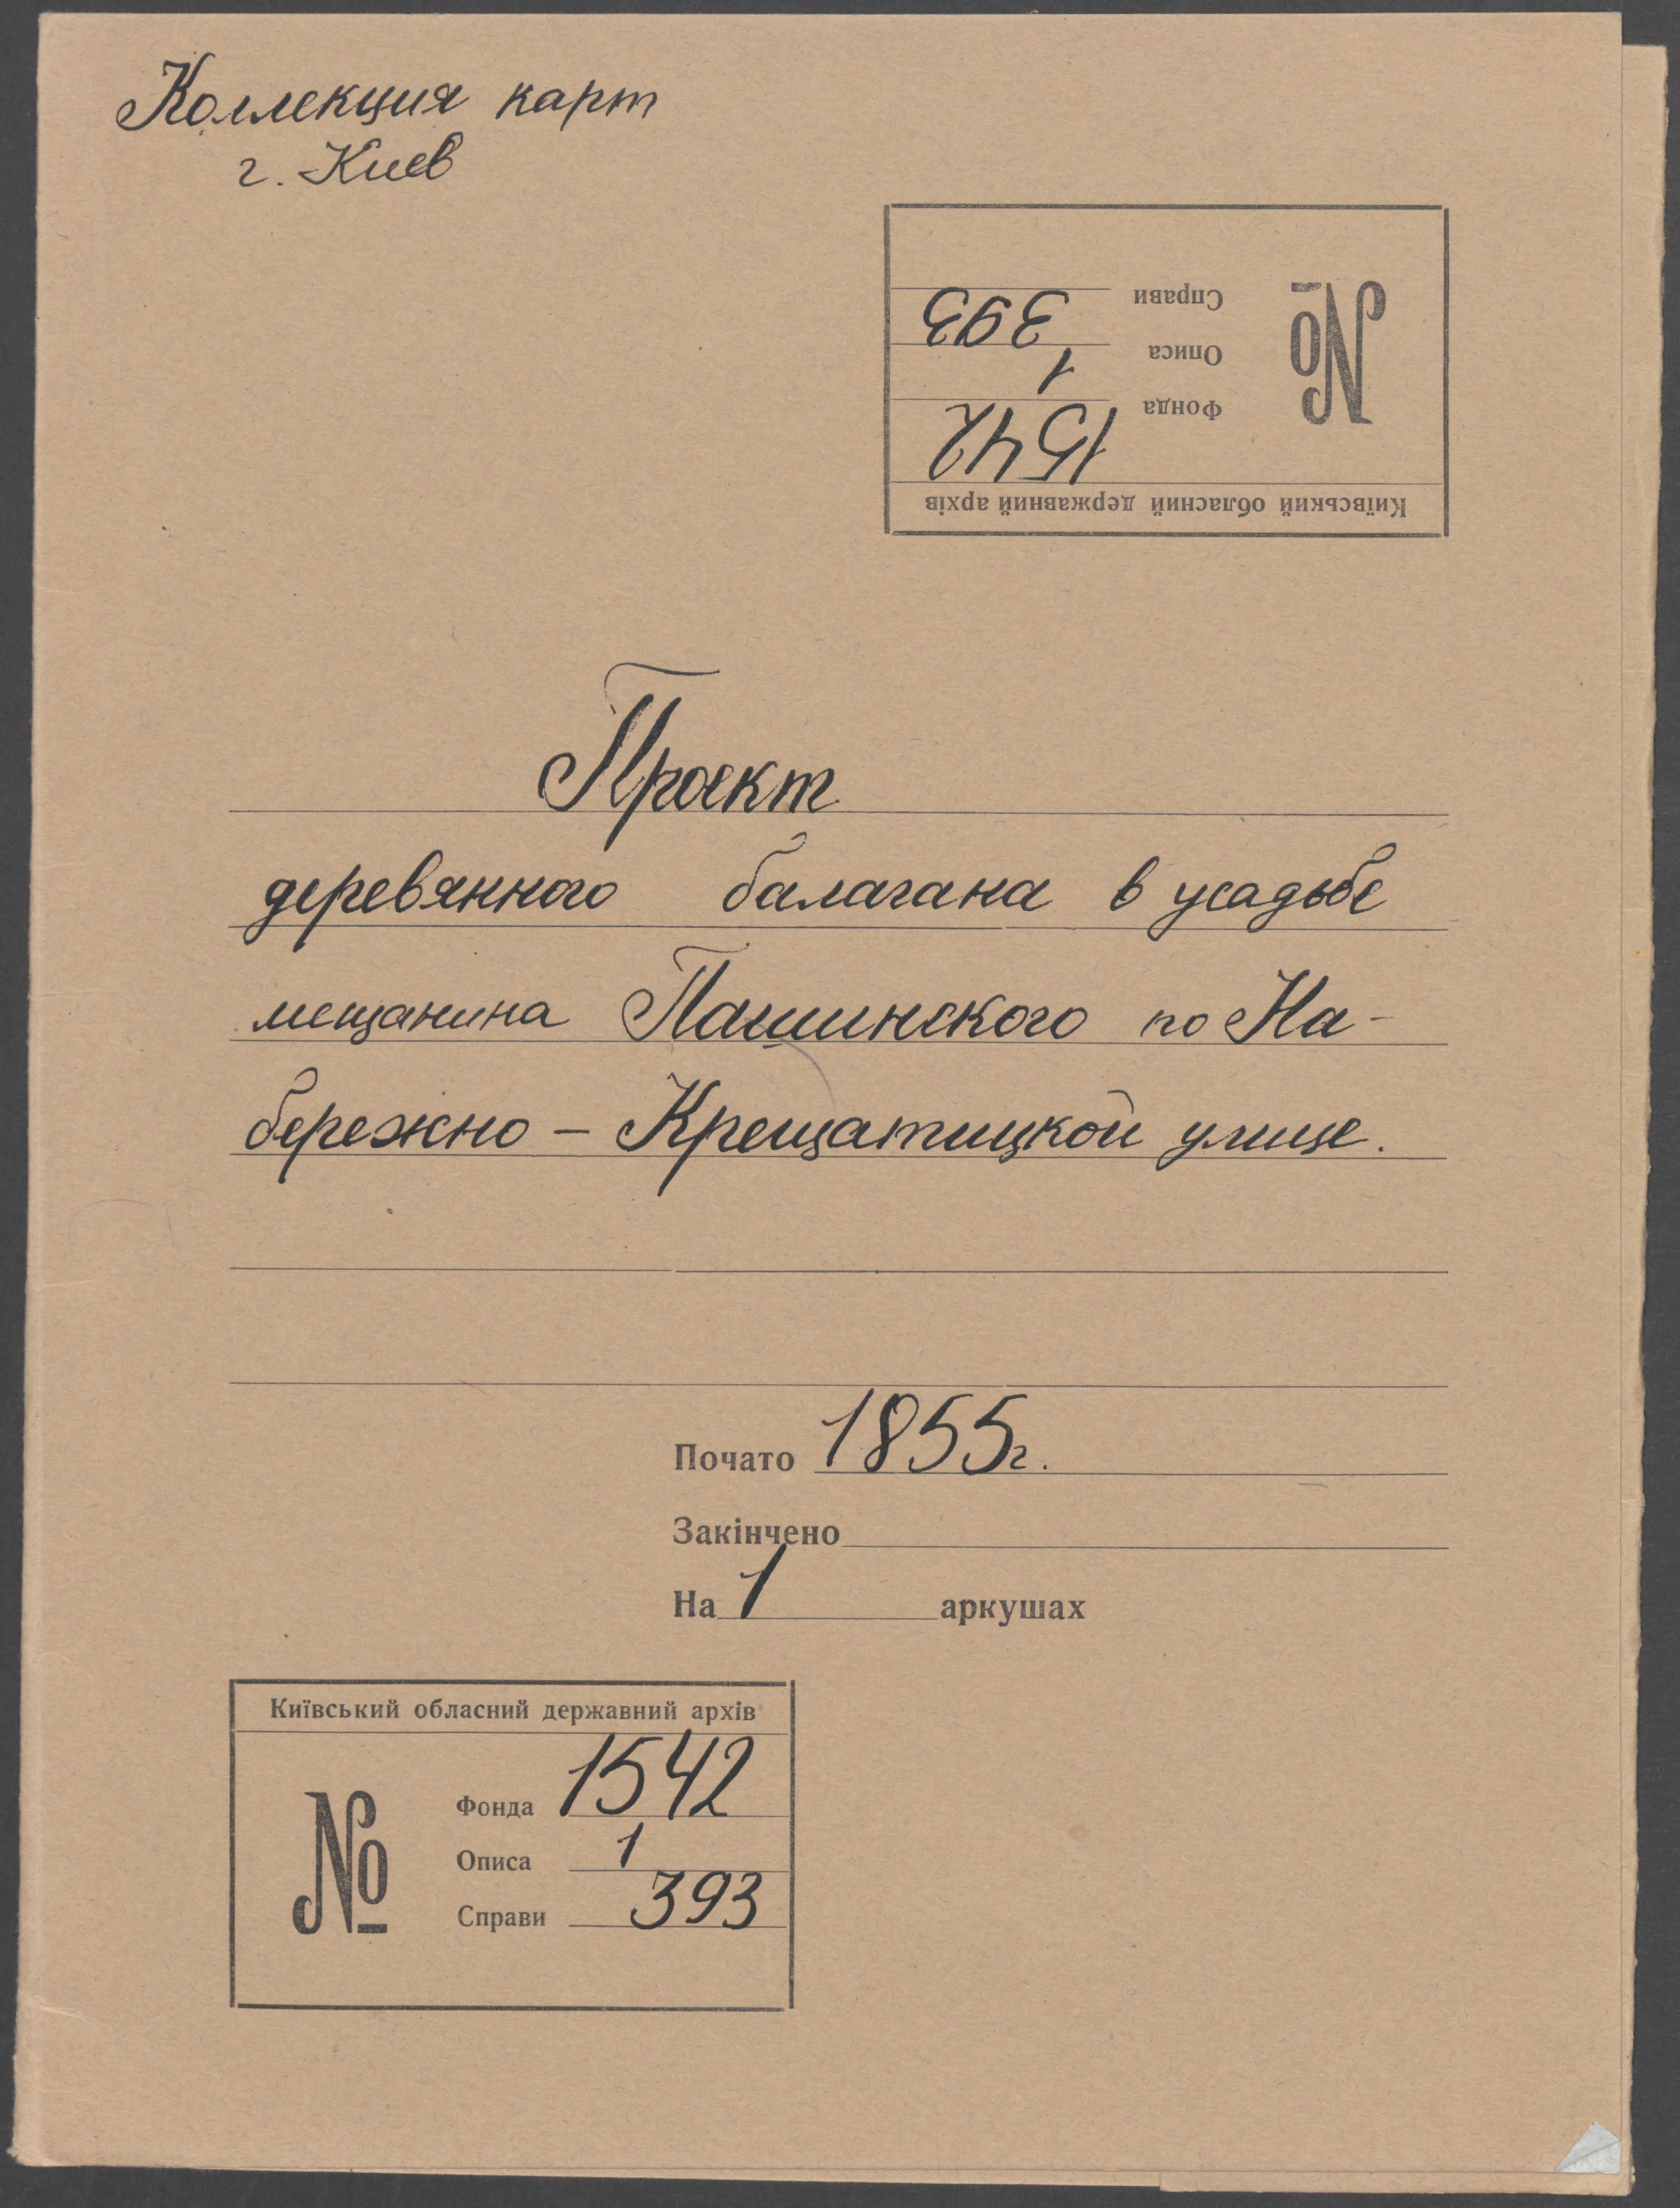 Коллекция карт
г. Киев
Київський обласний державний архів
№
Фонда 1542
Описа 1
Справи 393
Проект
деревянного балагана в усадьбе
мещанина Пашинского по На-
бережно – Крещатицкой улице.
Почато 1855г.
Закінчено
На 1 аркушах
Київський обласний державний архів
№
Фонда 1542
Описа 1
Справи 393